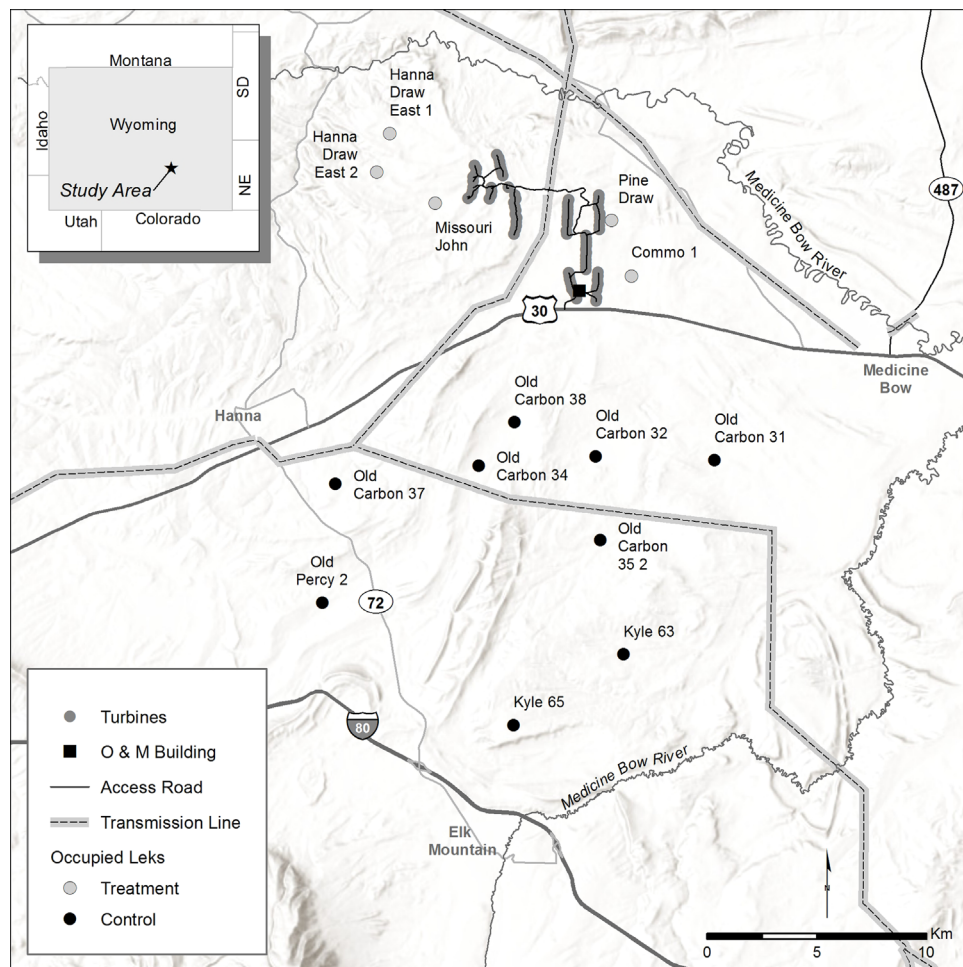 Montana
SD
Idaho
Wyoming
Study Area
NE
Utah
Colorado
Hanna
Draw
East 1
Hanna
Draw
East 2
Missouri
John
Pine
Draw
Commo 1
Medicine Bow River
487
30
Medicine
Bow
Hanna
Old
Carbon 38
Old
Carbon 32
Old
Carbon 31
Old
Carbon 34
Old
Carbon 37
Old
Carbon
35 2
Old
Percy 2
72
Kyle 63
Kyle 65
80
Medicine Bow River
Elk
Mountain
Turbines
O & M Building
Access Road
Transmission Line
Occupied Leks
Treatment
Control
N
Km
0
5
10